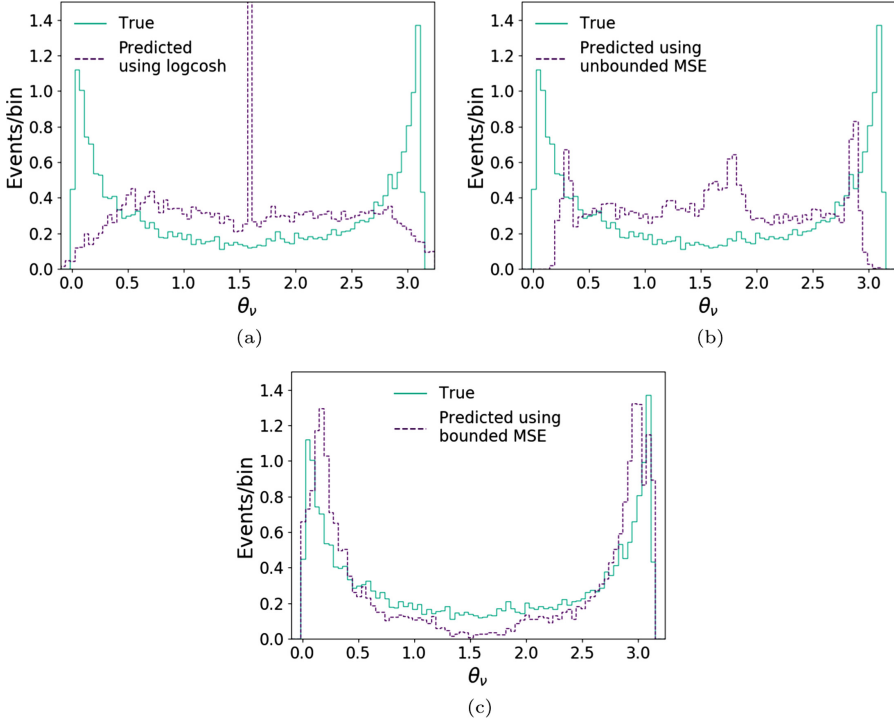 1.4
1.2
1.0
0.8
0.6
0.4
0.2
0.0
Events/bin
True
Predicted
using logcosh
0.0 0.5 1.0 1.5 2.0 2.5 3.0
θν
(a)
1.4
1.2
1.0
0.8
0.6
0.4
0.2
0.0
Events/bin
True
Predicted using
unbounded MSE
0.0 0.5 1.0 1.5 2.0 2.5 3.0
θν
(b)
1.4
1.2
1.0
0.8
0.6
0.4
0.2
0.0
Events/bin
True
Predicted using
bounded MSE
0.0 0.5 1.0 1.5 2.0 2.5 3.0
θν
(c)